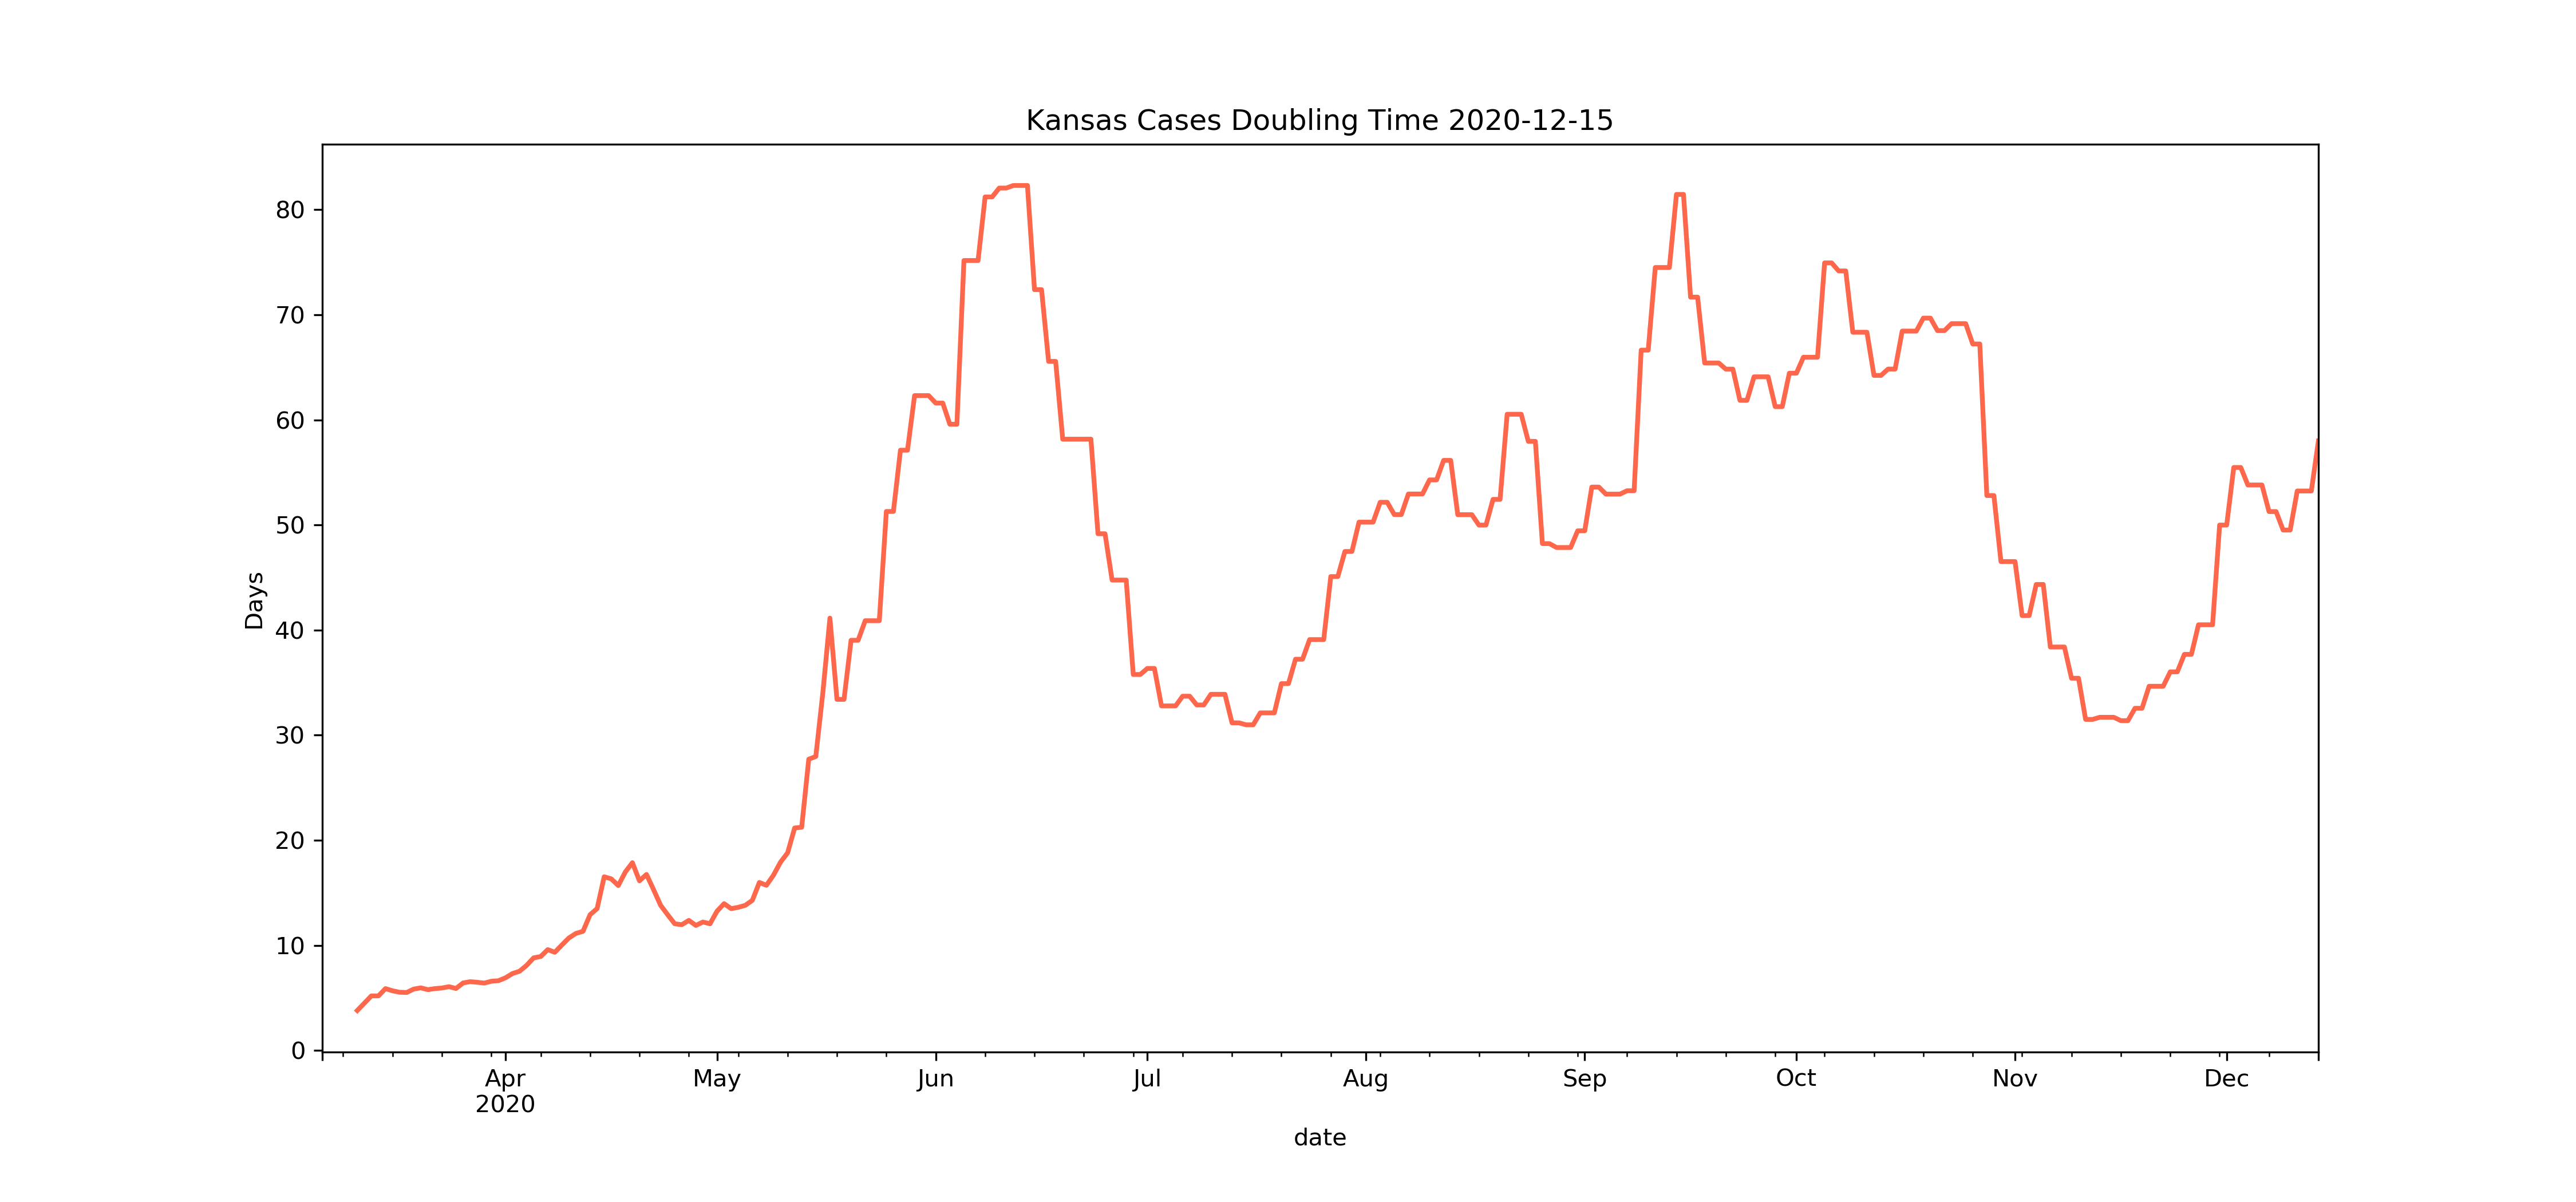 Kansas Cases Doubling Time 2020-12-15
80
70
60
50
40
30
20
10
0
Days
Apr May Jun Jul Aug Sep Oct Nov Dec
2020
date